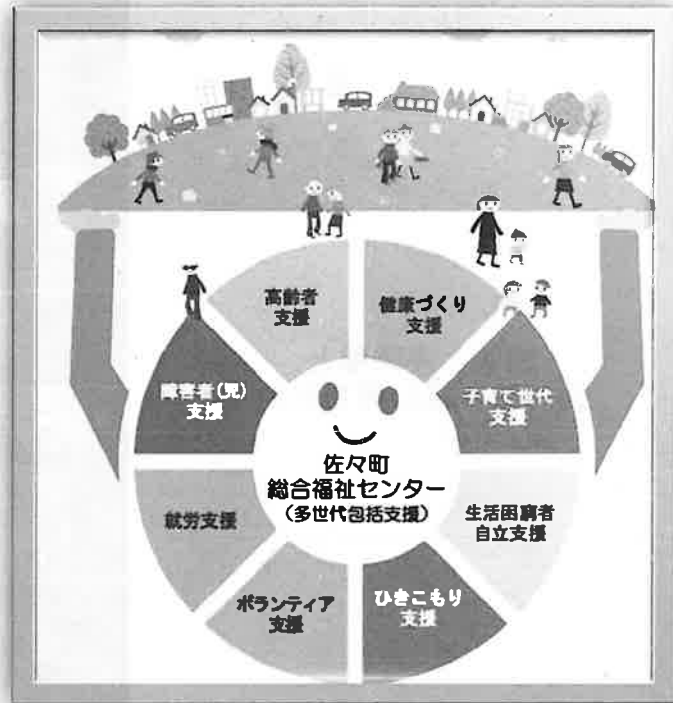 高齢者
支援
健康づくり
支援
障害者(児)
支援
子育て世代
支援
佐々町
総合福祉センター
(多世代包括支援)
就労支援
生活困窮者
自立支援
ボランティア
支援
ひきこもり
支援